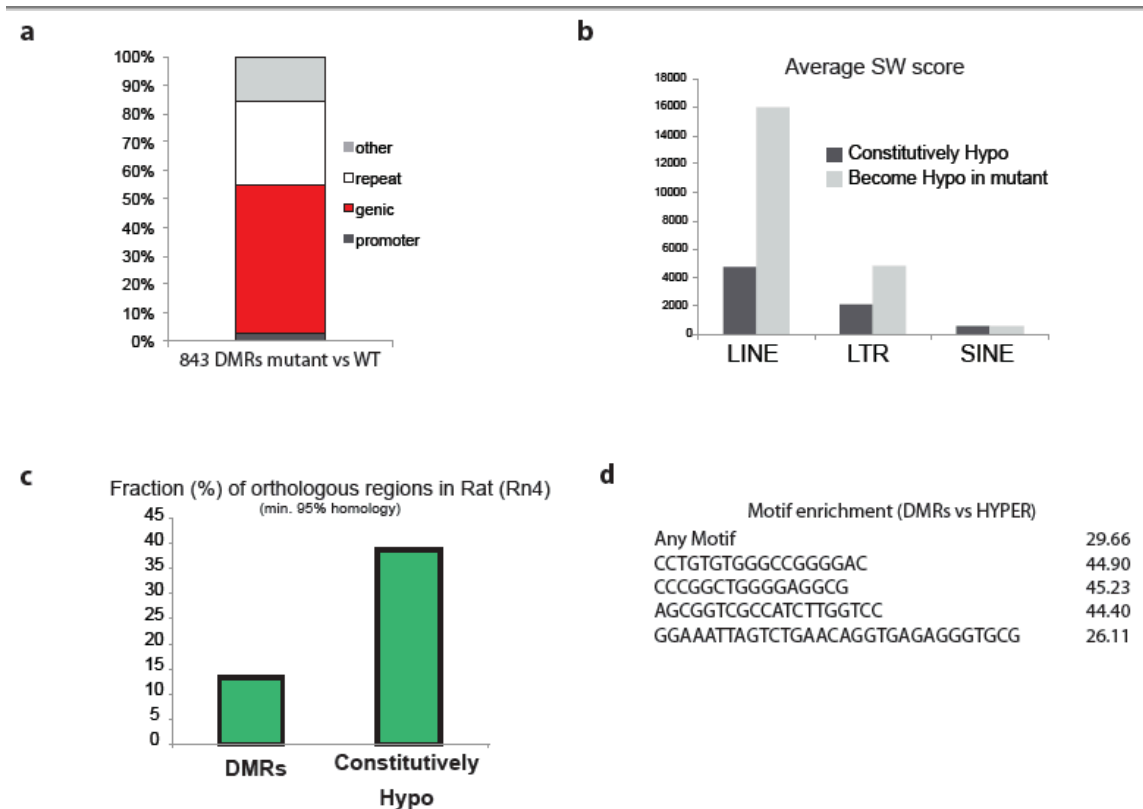 a
100%
90%
80%
70%
60%
50%
40%
30%
20%
10%
0%
other
repeat
genic
promoter
843 DMRs mutant vs WT
b
Average SW score
18000
16000
14000
12000
10000
8000
6000
4000
2000
0
Constitutively Hypo
Become Hypo in mutant
LINE LTR SINE
c
Fraction (%) of orthologous regions in Rat (Rn4)
(min. 95% homology)
45
40
35
30
25
20
15
10
5
0
DMRs Constitutively
Hypo
d
Motif enrichment (DMRs vs HYPER)
Any Motif 29.66
CCTGTGTGGGCCGGGGAC 44.90
CCCGGCTGGGGAGGCG 45.23
AGCGGTCGCCATCTTGGTCC 44.40
GGAAATTAGTCTGAACAGGTGAGAGGGTGCG 26.11